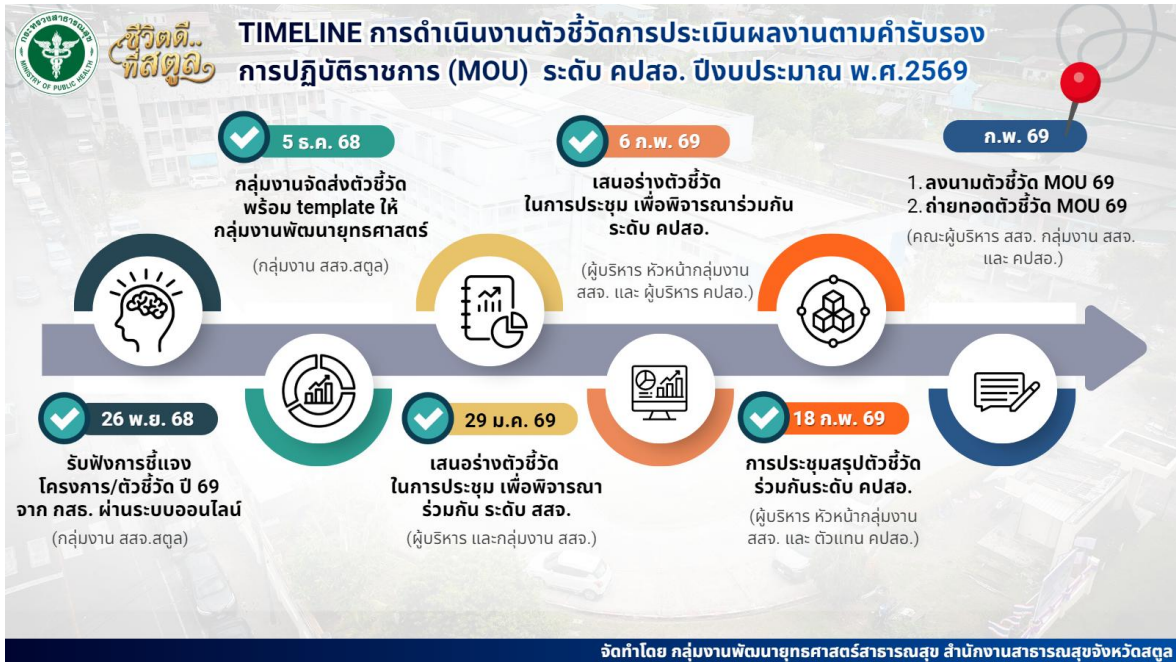 กระทรวงสาธารณสุข
MINISTRY OF PUBLIC HEALTH
ชีวิตดี..
ที่สตูล
TIMELINE การดำเนินงานตัวชี้วัดการประเมินผลงานตามคำรับรอง
การปฏิบัติราชการ (MOU) ระดับ คปสอ. ปีงบประมาณ พ.ศ.2569
26 พ.ย. 68
รับฟังการชี้แจง
โครงการ/ตัวชี้วัด ปี 69
จาก กสธ. ผ่านระบบออนไลน์
(กลุ่มงาน สสจ.สตูล)
5 ธ.ค. 68
กลุ่มงานจัดส่งตัวชี้วัด
พร้อม template ให้
กลุ่มงานพัฒนายุทธศาสตร์
(กลุ่มงาน สสจ.สตูล)
29 ม.ค. 69
เสนอร่างตัวชี้วัด
ในการประชุม เพื่อพิจารณา
ร่วมกัน ระดับ สสจ.
(ผู้บริหาร และกลุ่มงาน สสจ.)
6 ก.พ. 69
เสนอร่างตัวชี้วัด
ในการประชุม เพื่อพิจารณาร่วมกัน
ระดับ คปสอ.
(ผู้บริหาร หัวหน้ากลุ่มงาน
สสจ. และ ผู้บริหาร คปสอ.)
18 ก.พ. 69
การประชุมสรุปตัวชี้วัด
ร่วมกันระดับ คปสอ.
(ผู้บริหาร หัวหน้ากลุ่มงาน
สสจ. และ ตัวแทน คปสอ.)
ก.พ. 69
1. ลงนามตัวชี้วัด MOU 69
2. ถ่ายทอดตัวชี้วัด MOU 69
(คณะผู้บริหาร สสจ. กลุ่มงาน สสจ.
และ คปสอ.)
จัดทำโดย กลุ่มงานพัฒนายุทธศาสตร์สาธารณสุข สำนักงานสาธารณสุขจังหวัดสตูล